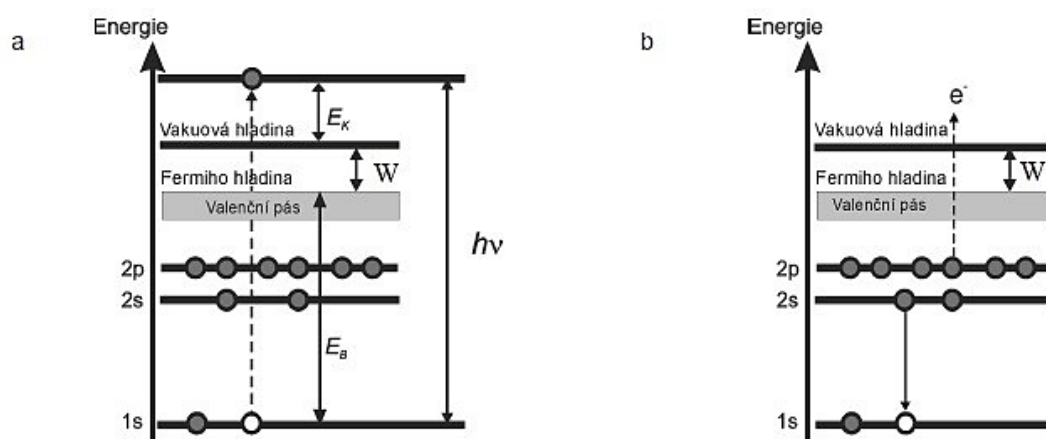 a
Energie
E_K
Vakuová hladina
W
Fermiho hladina
Valenční pás
hν
2p
2s
E_B
1s
b
Energie
e⁻
Vakuová hladina
W
Fermiho hladina
Valenční pás
2p
2s
1s